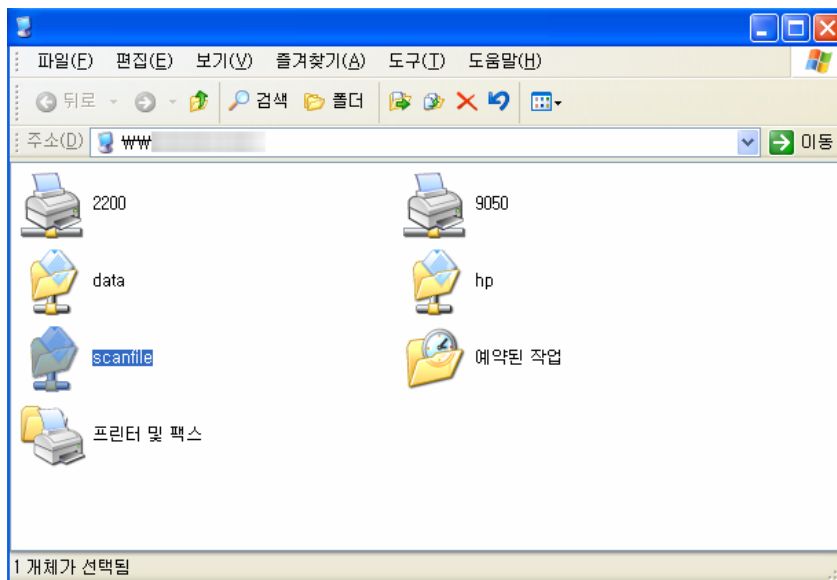 파일(F) 편집(E) 보기(V) 즐겨찾기(A) 도구(T) 도움말(H)
뒤로 검색 폴더
주소(D) ₩₩ 이동
2200 9050
data hp
scanfile 예약된 작업
프린터 및 팩스
1 개체가 선택됨